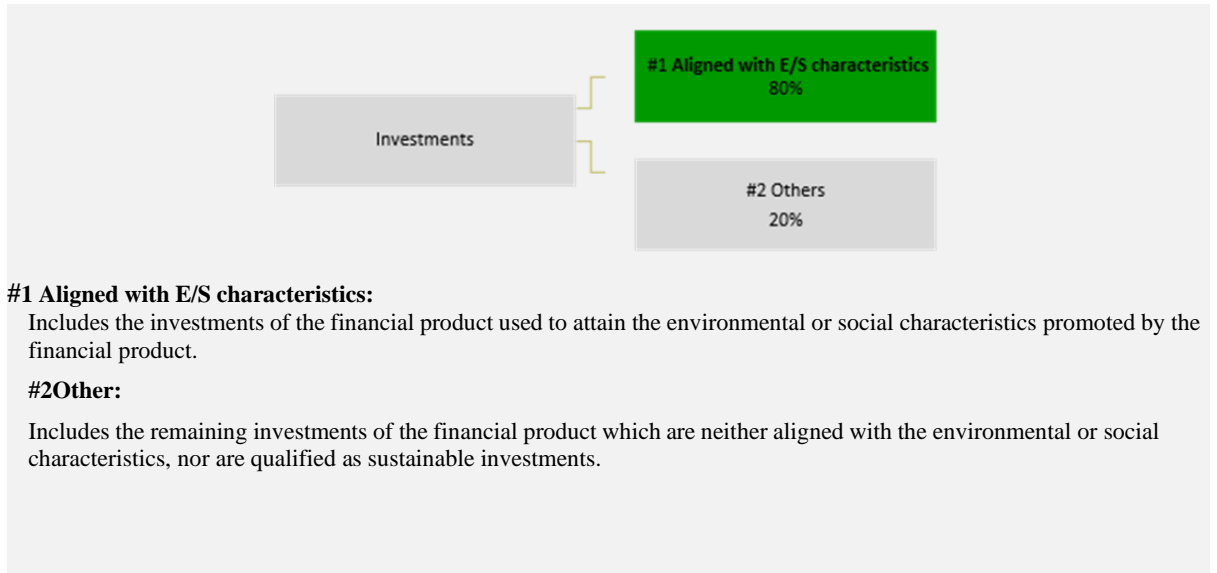 #1 Aligned with E/S characteristics
80%
Investments
#2 Others
20%
#1 Aligned with E/S characteristics:
Includes the investments of the financial product used to attain the environmental or social characteristics promoted by the
financial product.
#2Other:
Includes the remaining investments of the financial product which are neither aligned with the environmental or social
characteristics, nor are qualified as sustainable investments.